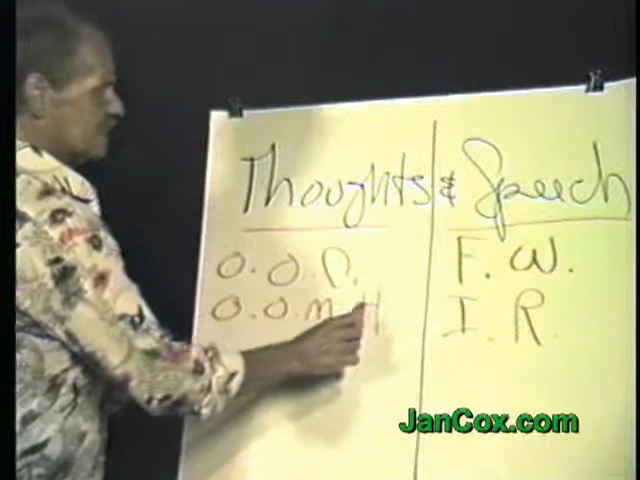 Thoughts & Speech
O. O P. F. W.
O. O. M. H I. R.
JanCox.com